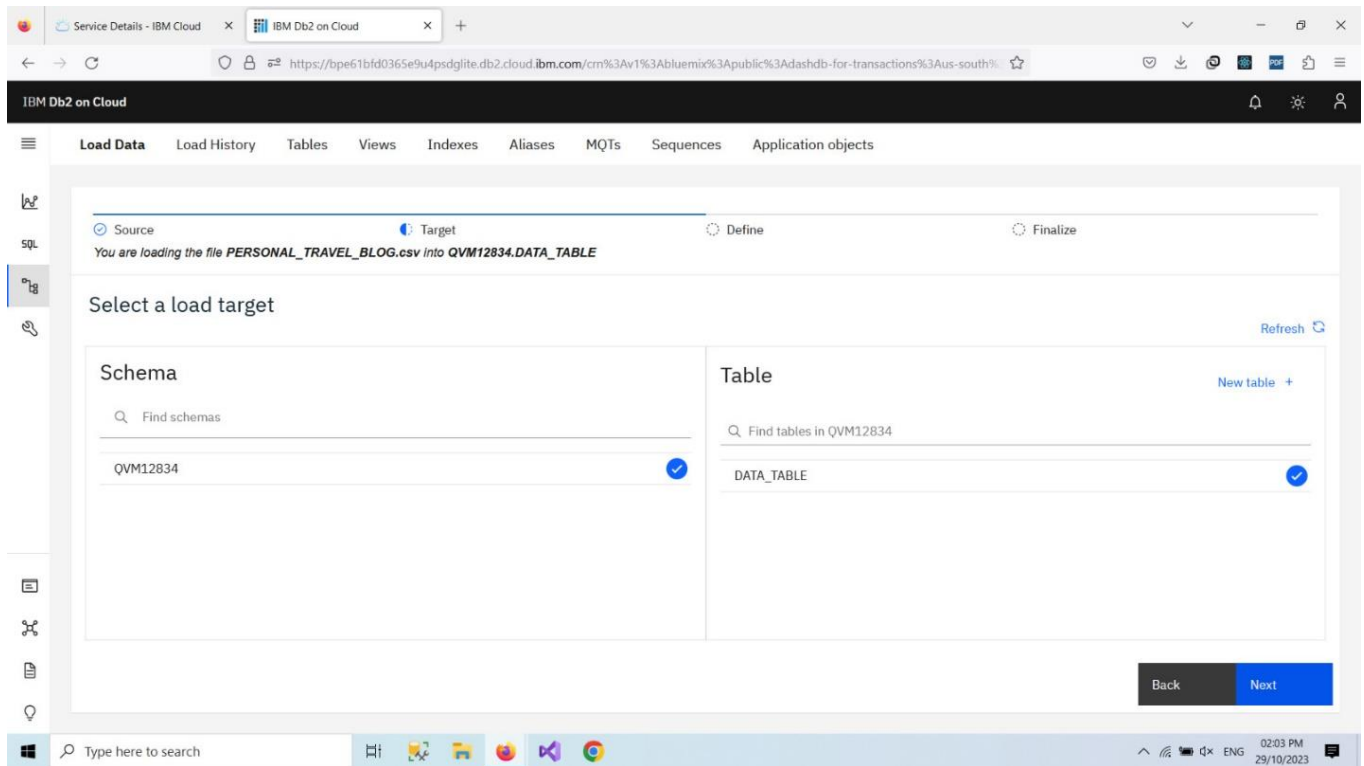 Service Details - IBM Cloud
IBM Db2 on Cloud
https://bpe61bfd0365e9u4psdglite.db2.cloud.ibm.com/crn%3Av1%3Abluemix%3Apublic%3Adashdb-for-transactions%3Aus-south%
PDF
IBM Db2 on Cloud
Load Data Load History Tables Views Indexes Aliases MQTs Sequences Application objects
SQL
Source Target Define Finalize
You are loading the file PERSONAL_TRAVEL_BLOG.csv into QVM12834.DATA_TABLE
Select a load target
Refresh
Schema
Find schemas
QVM12834
Table
New table +
Find tables in QVM12834
DATA_TABLE
Back Next
Type here to search
ENG
02:03 PM
29/10/2023